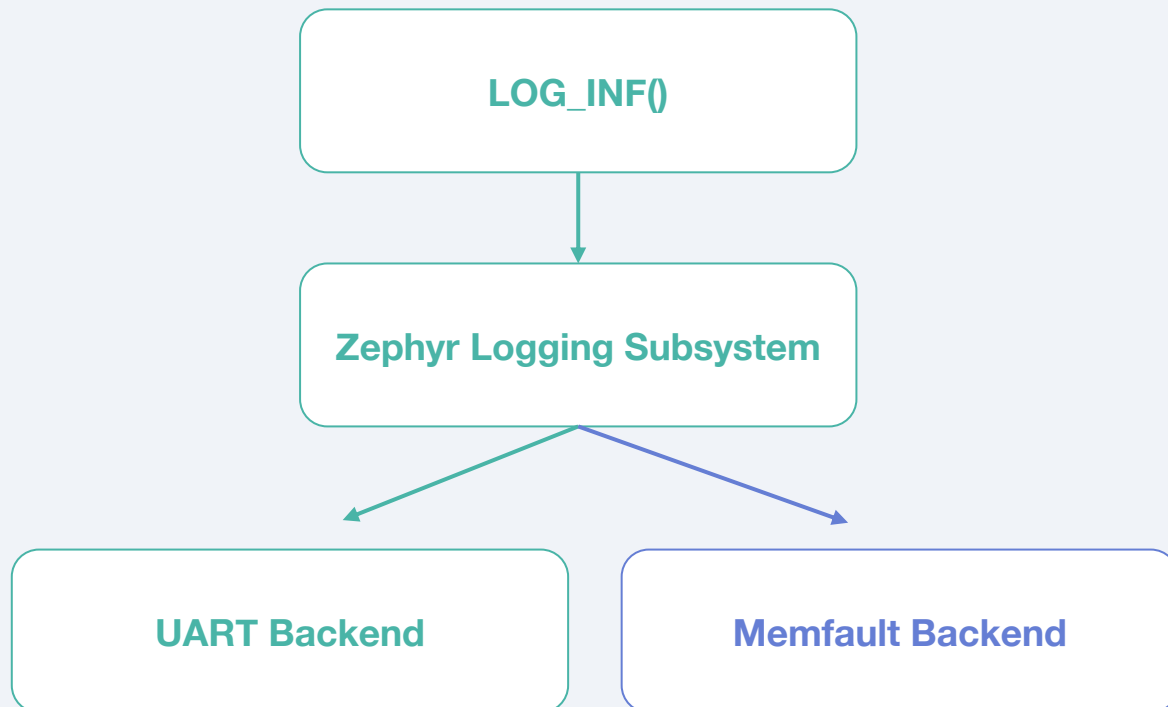 LOG_INF()
Zephyr Logging Subsystem
UART Backend
Memfault Backend